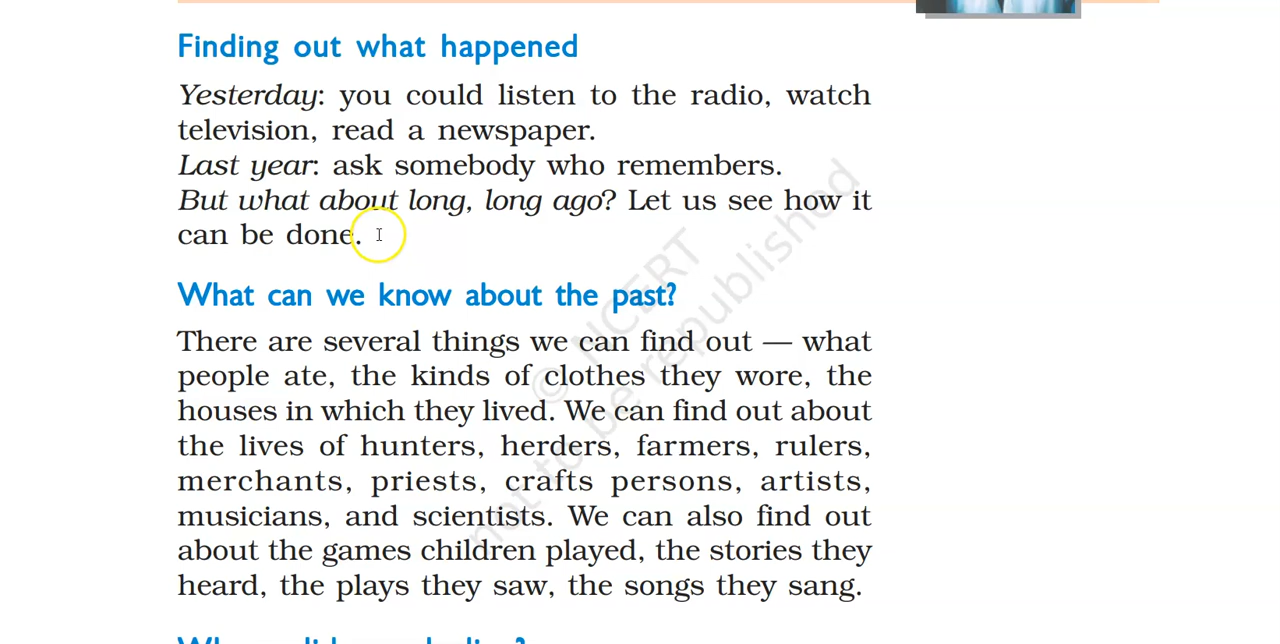 Finding out what happened
Yesterday: you could listen to the radio, watch
television, read a newspaper.
Last year: ask somebody who remembers.
But what about long, long ago? Let us see how it
can be done.
What can we know about the past?
There are several things we can find out — what
people ate, the kinds of clothes they wore, the
houses in which they lived. We can find out about
the lives of hunters, herders, farmers, rulers,
merchants, priests, crafts persons, artists,
musicians, and scientists. We can also find out
about the games children played, the stories they
heard, the plays they saw, the songs they sang.
© NCERT
not to be republished